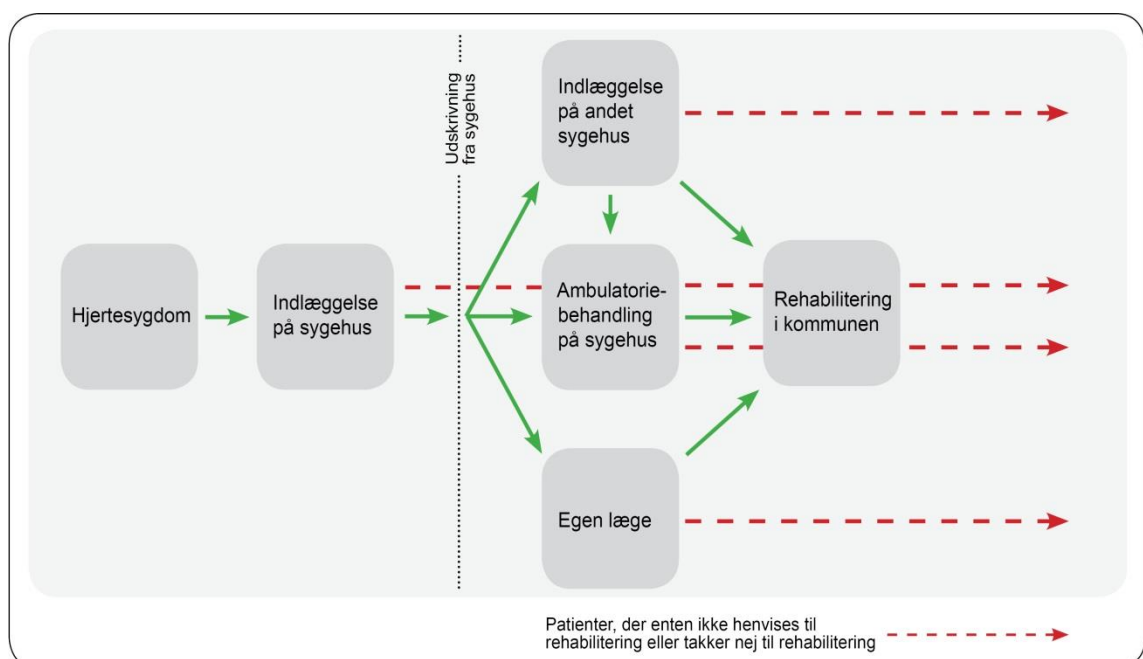 Hjertesygdom
Indlæggelse
på sygehus
Udskrivning
fra sygehus
Indlæggelse
på andet
sygehus
Ambulatorie-
behandling
på sygehus
Egen læge
Rehabilitering
i kommunen
Patienter, der enten ikke henvises til
rehabilitering eller takker nej til rehabilitering